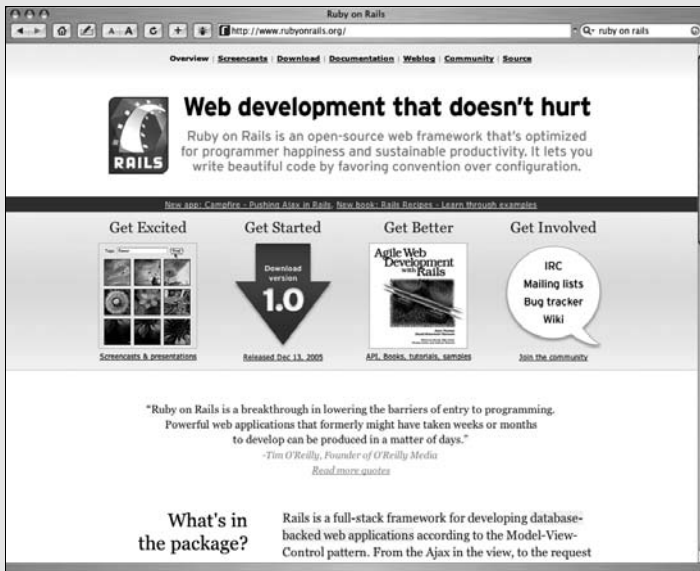 Ruby on Rails
A A C +
http://www.rubyonrails.org/
ruby on rails
Overview | Screencasts | Download | Documentation | Weblog | Community | Source
RAILS
Web development that doesn't hurt
Ruby on Rails is an open-source web framework that's optimized
for programmer happiness and sustainable productivity. It lets you
write beautiful code by favoring convention over configuration.
New app: Campfire - Pushing Ajax in Rails, New book: Rails Recipes - Learn through examples
Get Excited
Screencasts & presentations
Get Started
Download
version
1.0
Released Dec 13, 2005
Get Better
Agile Web
Development
with Rails
API, Books, tutorials, samples
Get Involved
IRC
Mailing lists
Bug tracker
Wiki
Join the community
"Ruby on Rails is a breakthrough in lowering the barriers of entry to programming.
Powerful web applications that formerly might have taken weeks or months
to develop can be produced in a matter of days."
-Tim O'Reilly, Founder of O'Reilly Media
Read more quotes
What's in
the package?
Rails is a full-stack framework for developing database-
backed web applications according to the Model-View-
Control pattern. From the Ajax in the view, to the request